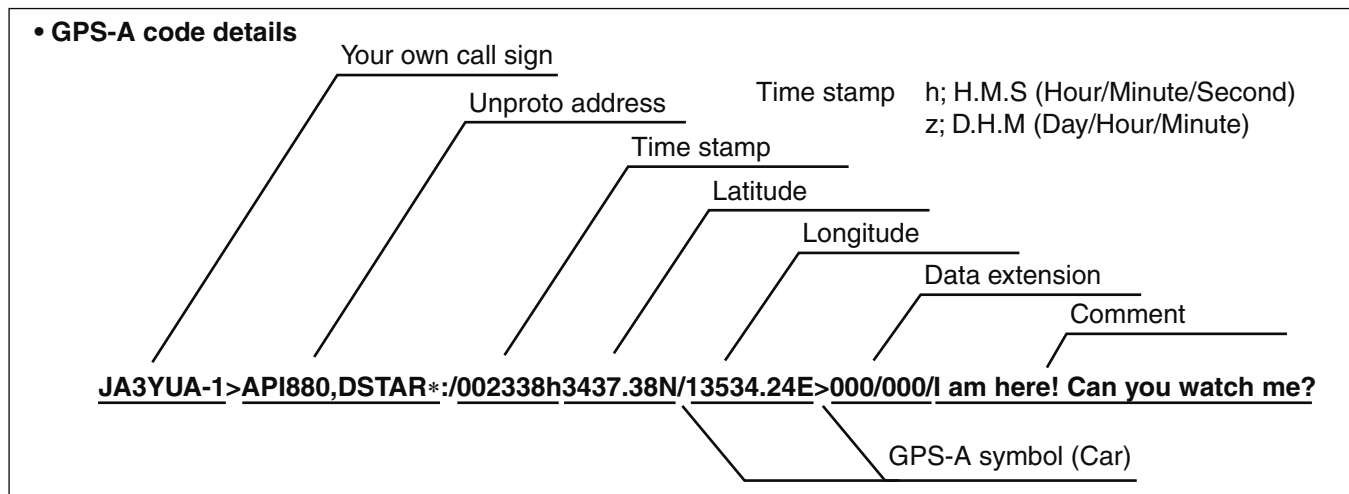 • GPS-A code details
Your own call sign
Unproto address
Time stamp h; H.M.S (Hour/Minute/Second)
z; D.H.M (Day/Hour/Minute)
Time stamp
Latitude
Longitude
Data extension
Comment
JA3YUA-1>API880,DSTAR*:/002338h3437.38N/13534.24E>000/000/I am here! Can you watch me?
GPS-A symbol (Car)